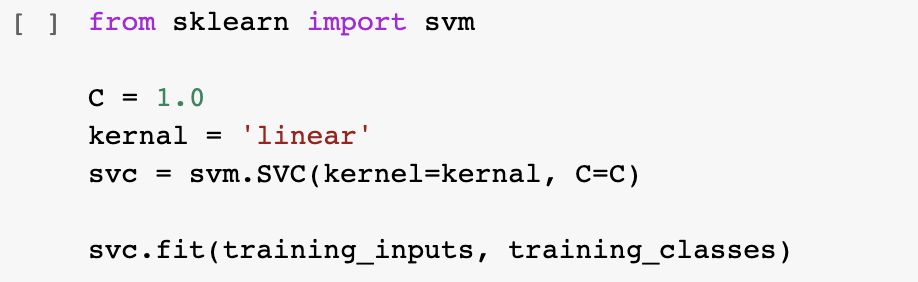 [ ] from sklearn import svm
C = 1.0
kernal = 'linear'
svc = svm.SVC(kernel=kernal, C=C)
svc.fit(training_inputs, training_classes)